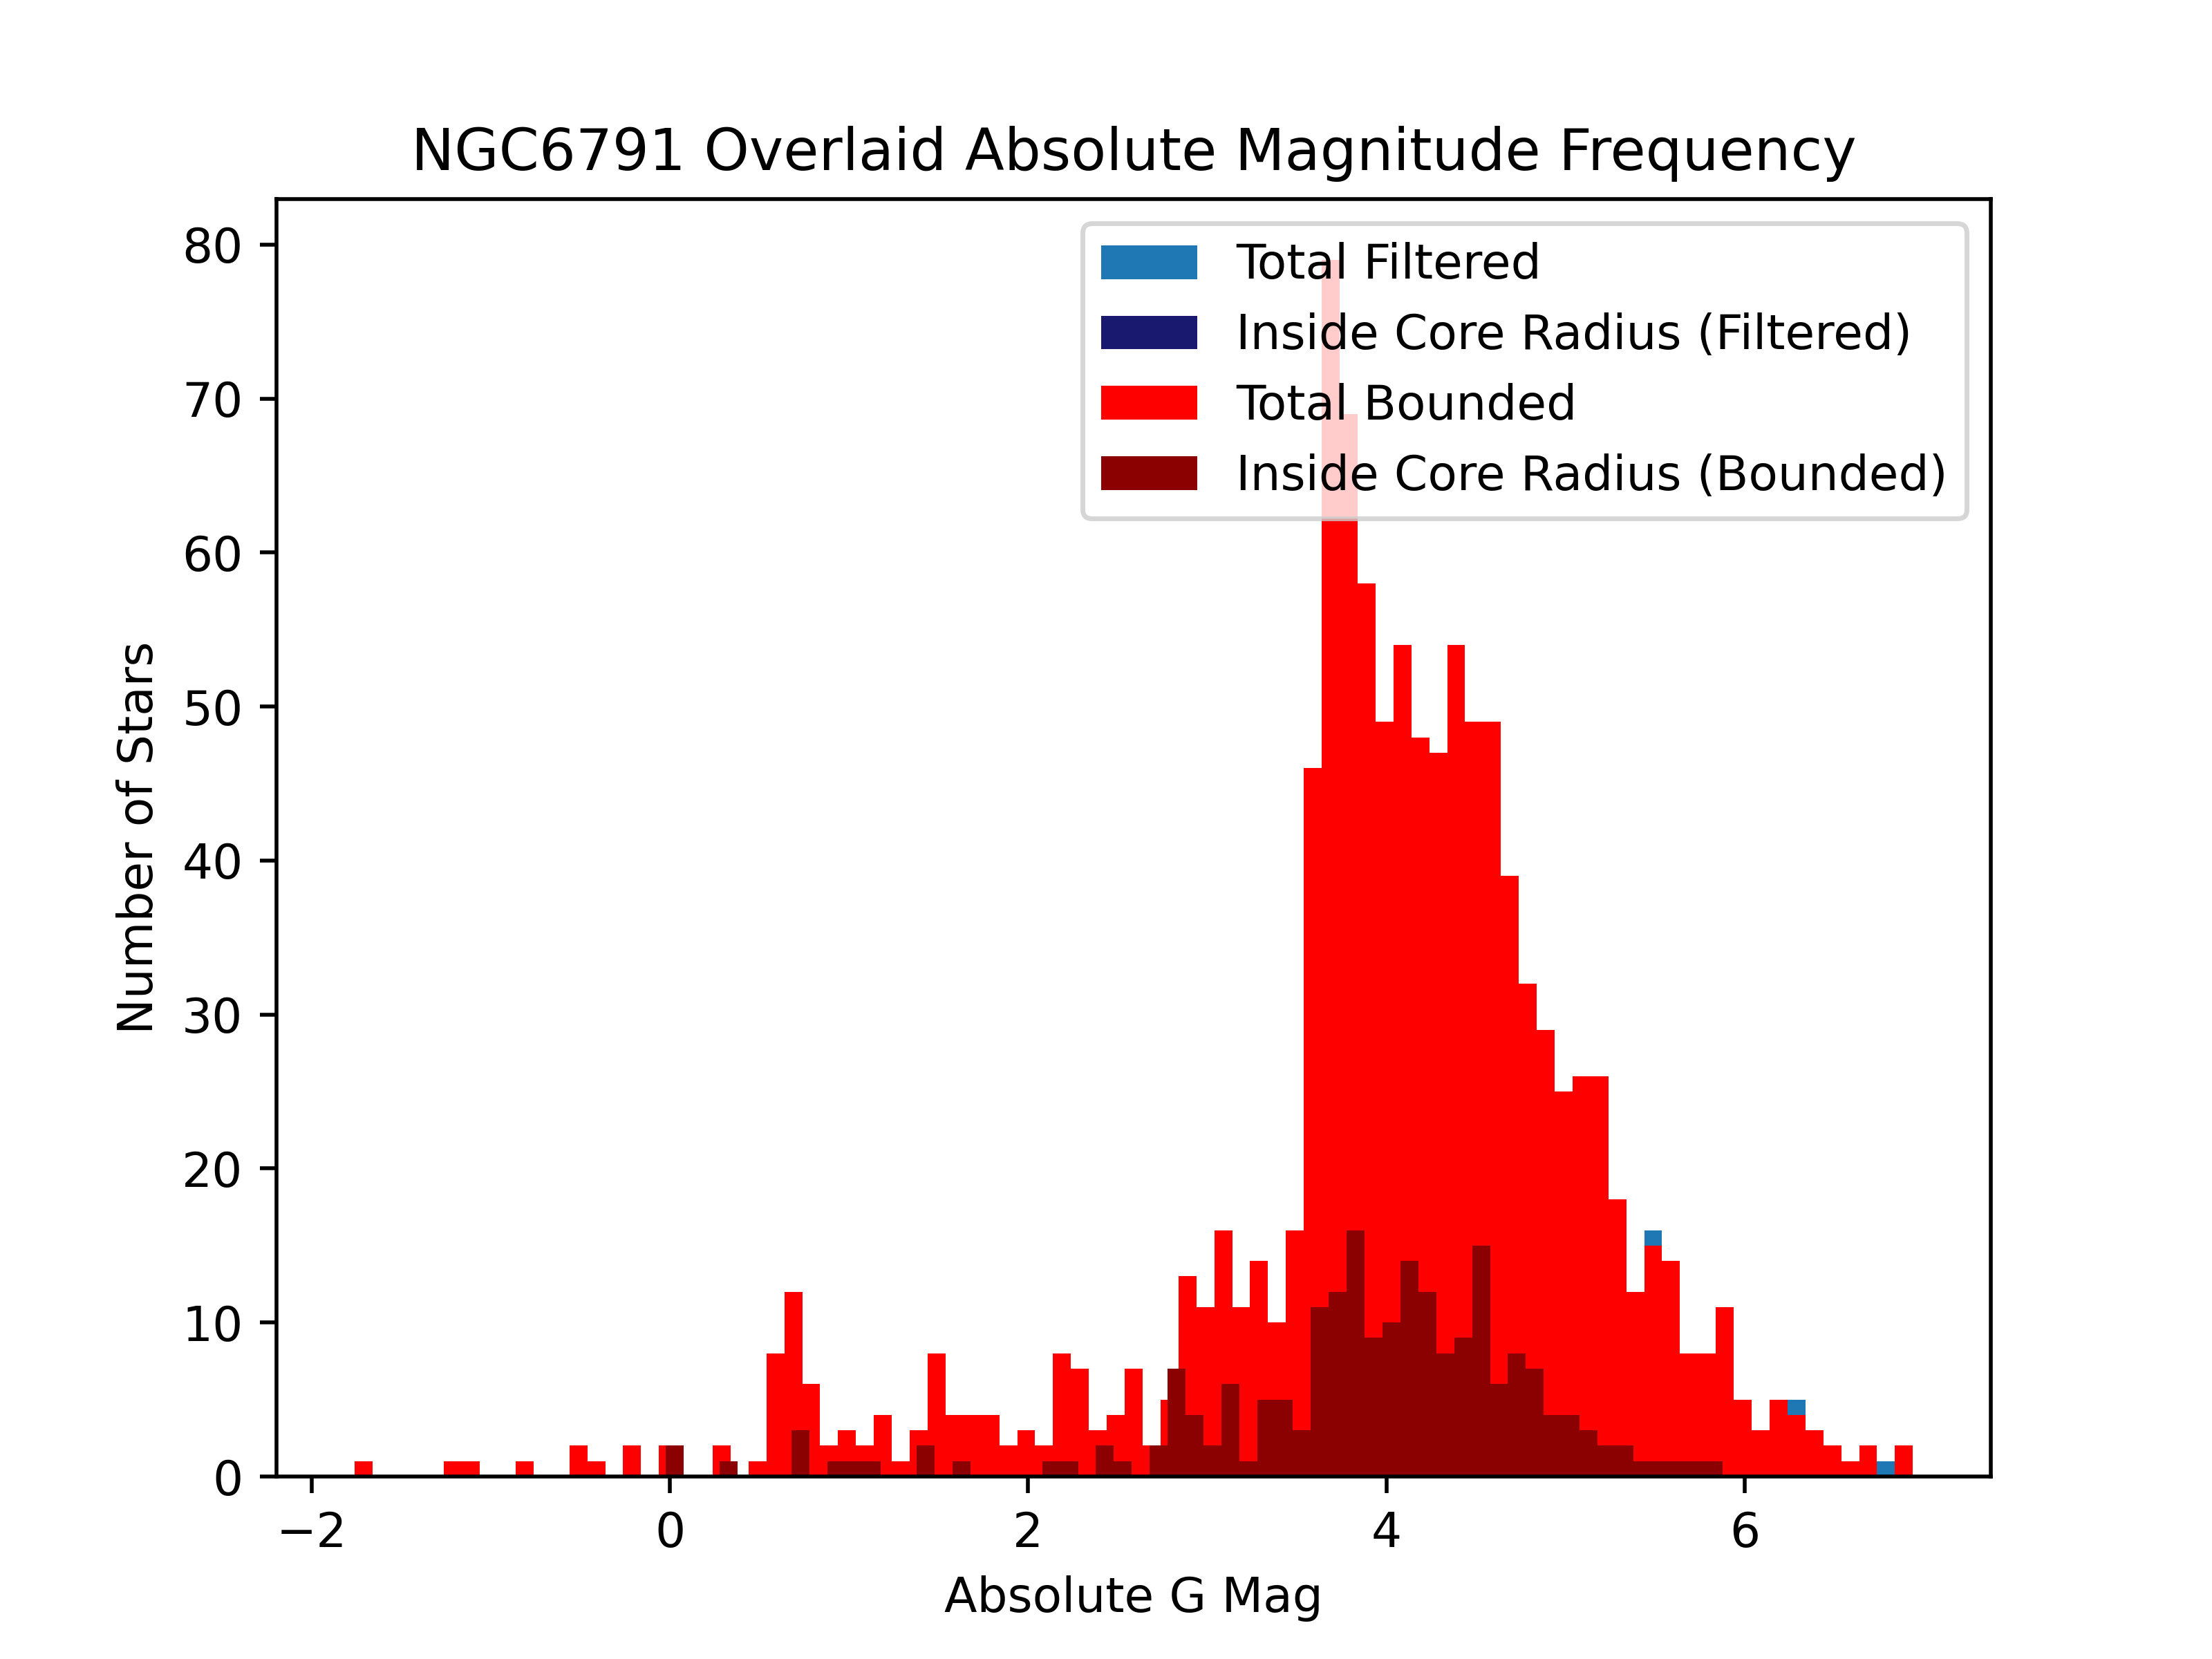 NGC6791 Overlaid Absolute Magnitude Frequency
Total Filtered
Inside Core Radius (Filtered)
Total Bounded
Inside Core Radius (Bounded)
Number of Stars
80
70
60
50
40
30
20
10
0
−2
0
2
4
6
Absolute G Mag